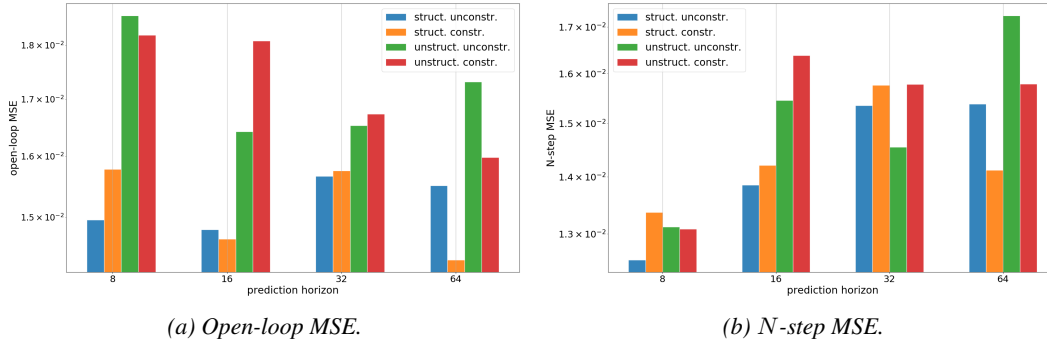 1.8 × 10⁻²
1.7 × 10⁻²
1.6 × 10⁻²
1.5 × 10⁻²
open-loop MSE
struct. unconstr.
struct. constr.
unstruct. unconstr.
unstruct. constr.
8 16 32 64
prediction horizon
(a) Open-loop MSE.
1.7 × 10⁻²
1.6 × 10⁻²
1.5 × 10⁻²
1.4 × 10⁻²
1.3 × 10⁻²
N-step MSE
struct. unconstr.
struct. constr.
unstruct. unconstr.
unstruct. constr.
8 16 32 64
prediction horizon
(b) N-step MSE.